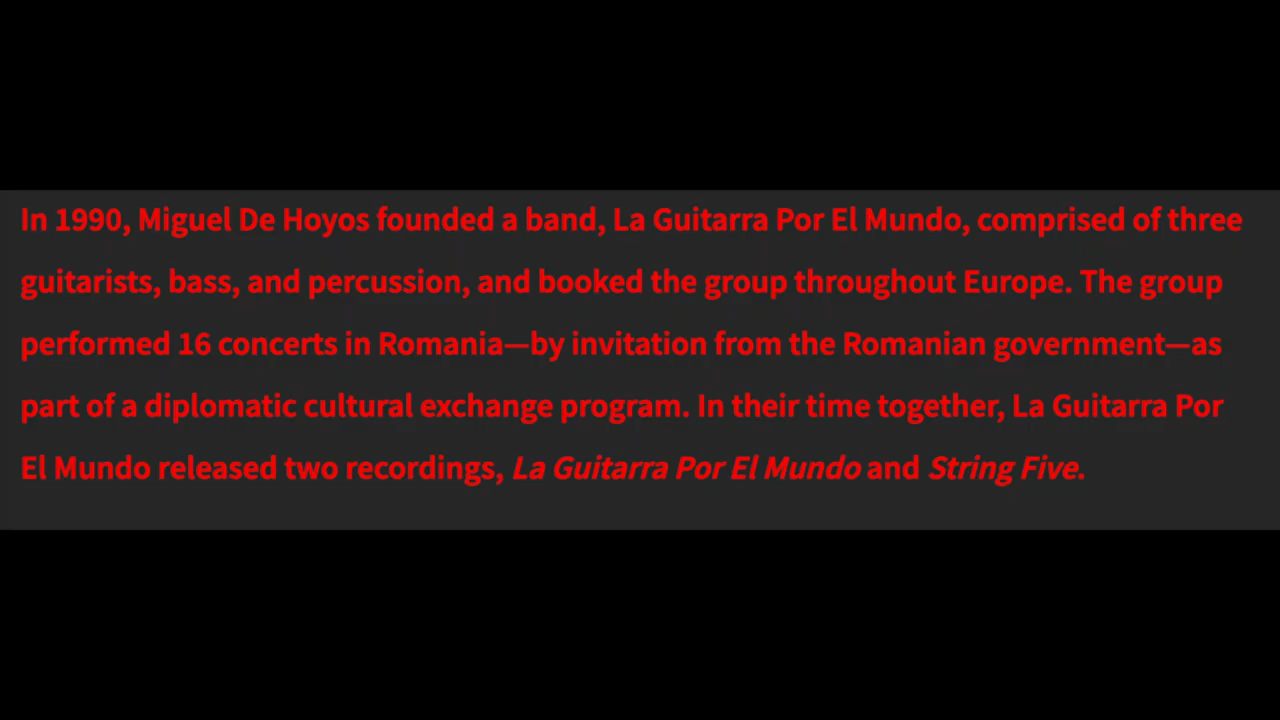 In 1990, Miguel De Hoyos founded a band, La Guitarra Por El Mundo, comprised of three
guitarists, bass, and percussion, and booked the group throughout Europe. The group
performed 16 concerts in Romania—by invitation from the Romanian government—as
part of a diplomatic cultural exchange program. In their time together, La Guitarra Por
El Mundo released two recordings, La Guitarra Por El Mundo and String Five.